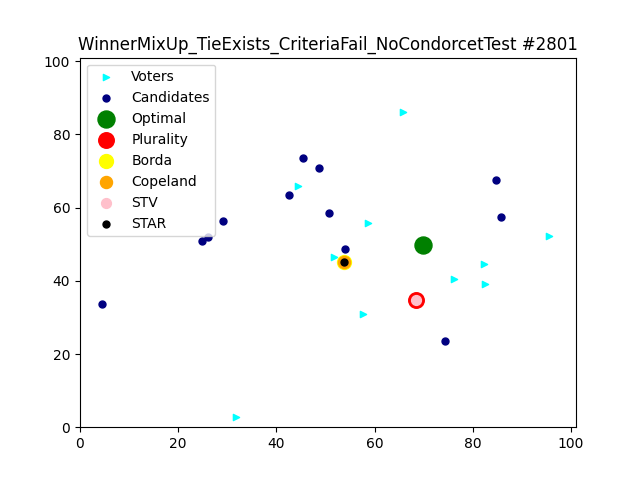 WinnerMixUp_TieExists_CriteriaFail_NoCondorcetTest #2801
Voters
Candidates
Optimal
Plurality
Borda
Copeland
STV
STAR
100
80
60
40
20
0
0 20 40 60 80 100